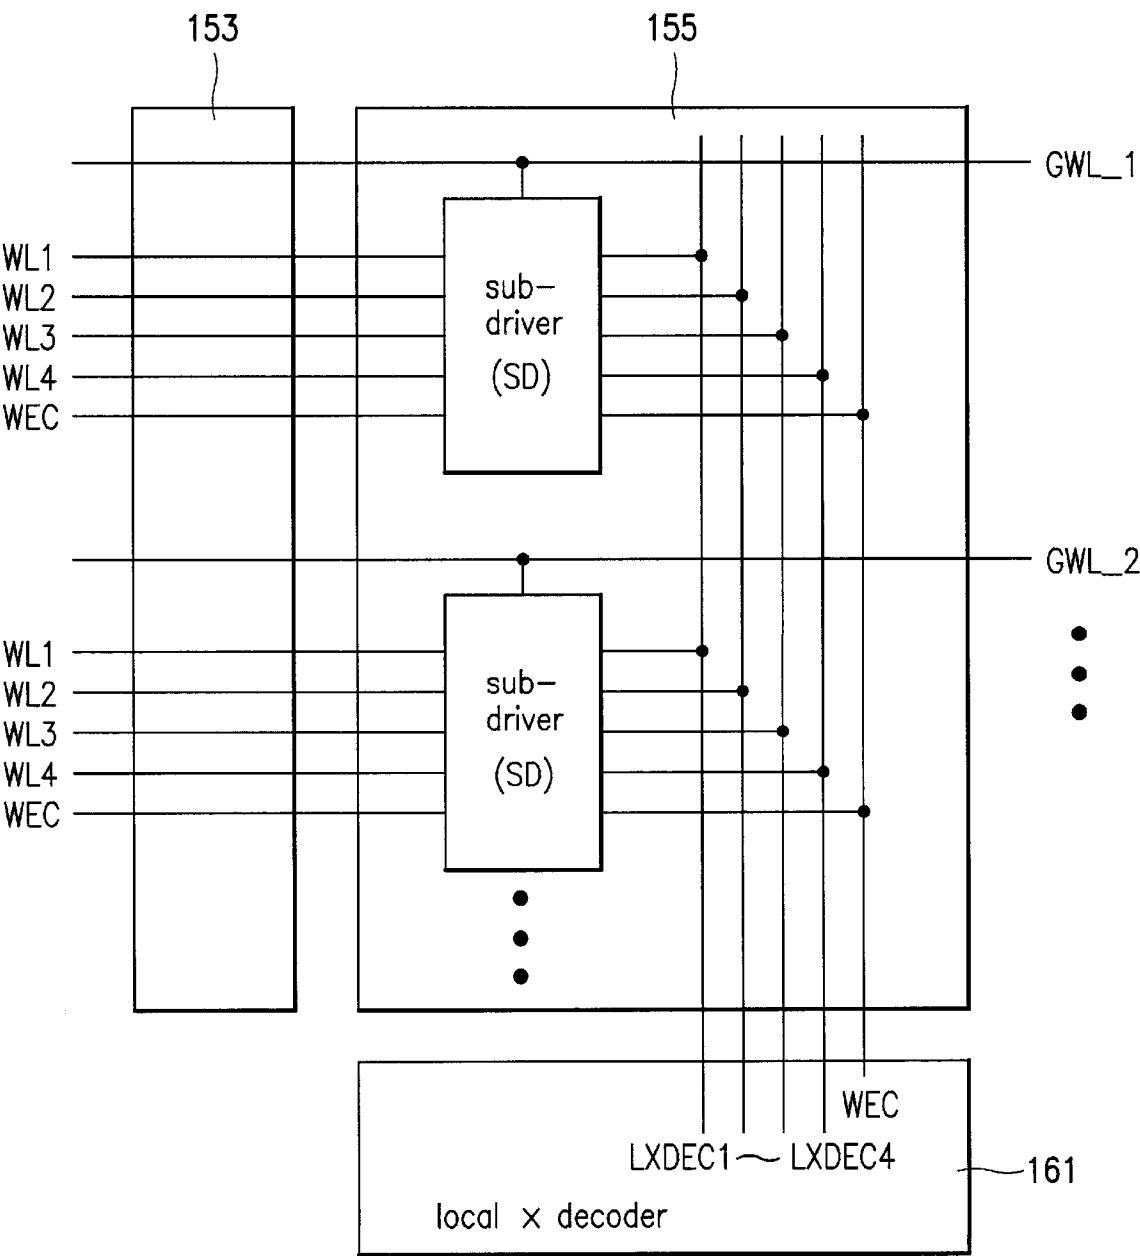 153
155
GWL_1
WL1
WL2
WL3
WL4
WEC
sub-
driver
(SD)
GWL_2
WL1
WL2
WL3
WL4
WEC
sub-
driver
(SD)
WEC
LXDEC1~LXDEC4
161
local x decoder